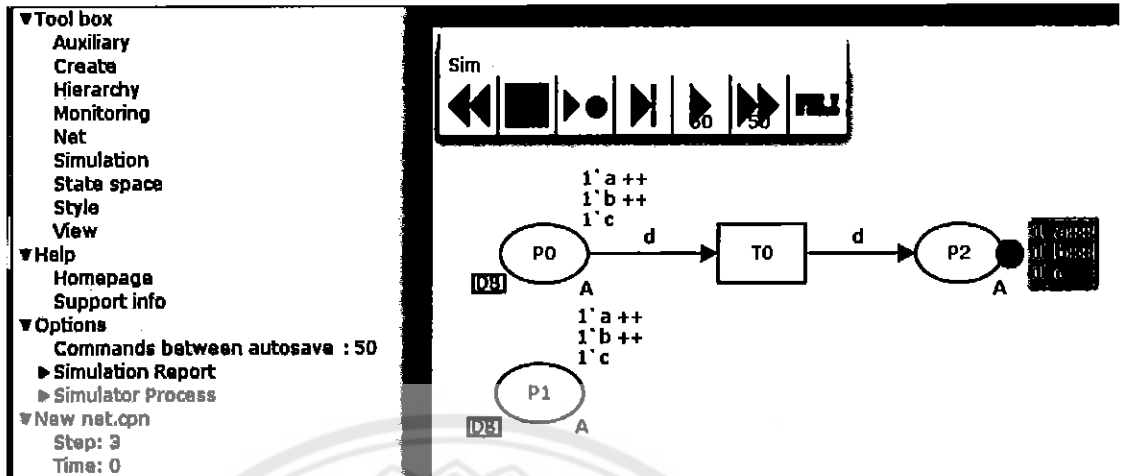 ▼Tool box
Auxiliary
Create
Hierarchy
Monitoring
Net
Simulation
State space
Style
View
▼Help
Homepage
Support info
▼Options
Commands between autosave : 50
▶Simulation Report
▶Simulator Process
▼New net.cpn
Step: 3
Time: 0
Sim
50
1`a ++
1`b ++
1`c
P0
d
T0
d
P2
DB
A
A
1`a ++
1`b ++
1`c
P1
DB
A